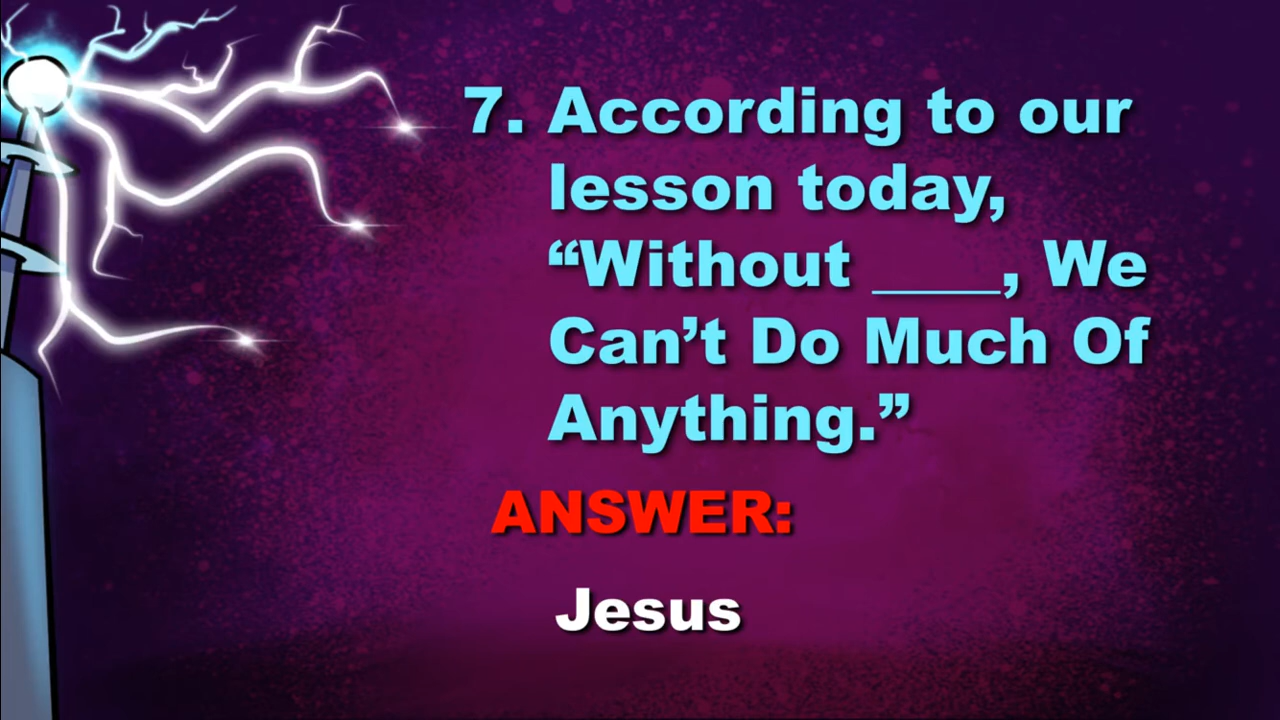 7. According to our
lesson today,
“Without ____, We
Can’t Do Much Of
Anything.”
ANSWER:
Jesus